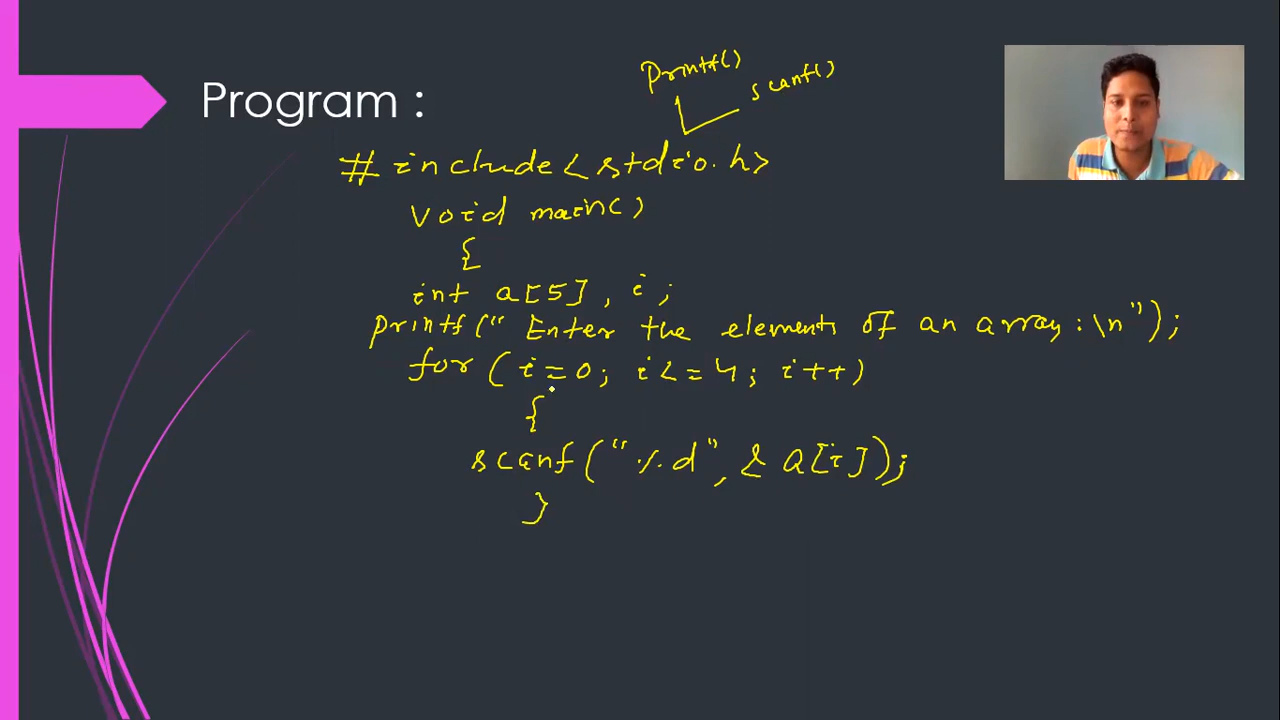 Program :
printf()
scanf()
# include<stdio.h>
void main()
{
int a[5], i;
printf(" Enter the elements of an array:\n");
for (i=0; i<=4; i++)
{
scanf("%d", & a[i]);
}